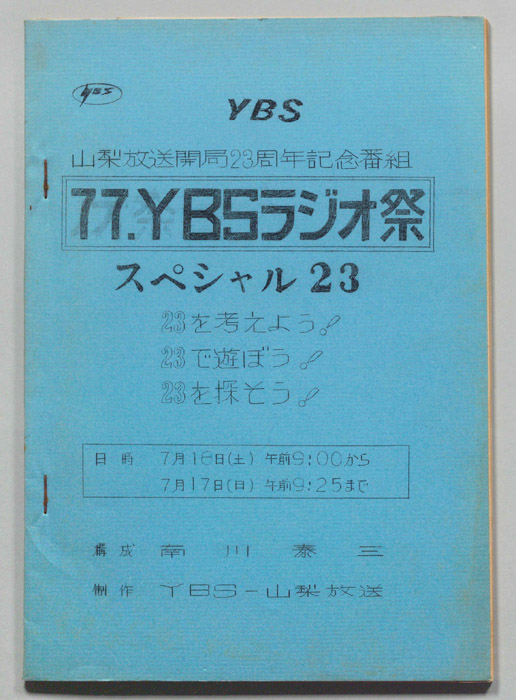 YBS
YBS
山梨放送開局23周年記念番組
77.YBSラジオ祭
スペシャル23
23を考えよう!
23で遊ぼう!
23を探そう!
日時 7月16日(土) 午前9:00から
7月17日(日) 午前9:25まで
構成 南川泰三
制作 YBS-山梨放送